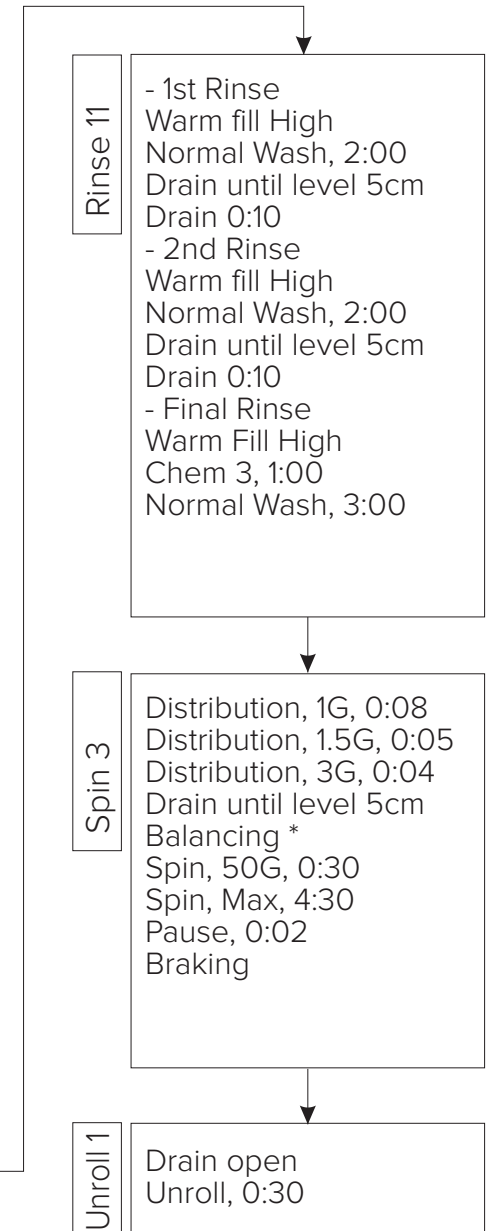 Rinse 11
- 1st Rinse
Warm fill High
Normal Wash, 2:00
Drain until level 5cm
Drain 0:10
- 2nd Rinse
Warm fill High
Normal Wash, 2:00
Drain until level 5cm
Drain 0:10
- Final Rinse
Warm Fill High
Chem 3, 1:00
Normal Wash, 3:00
Spin 3
Distribution, 1G, 0:08
Distribution, 1.5G, 0:05
Distribution, 3G, 0:04
Drain until level 5cm
Balancing *
Spin, 50G, 0:30
Spin, Max, 4:30
Pause, 0:02
Braking
Unroll 1
Drain open
Unroll, 0:30